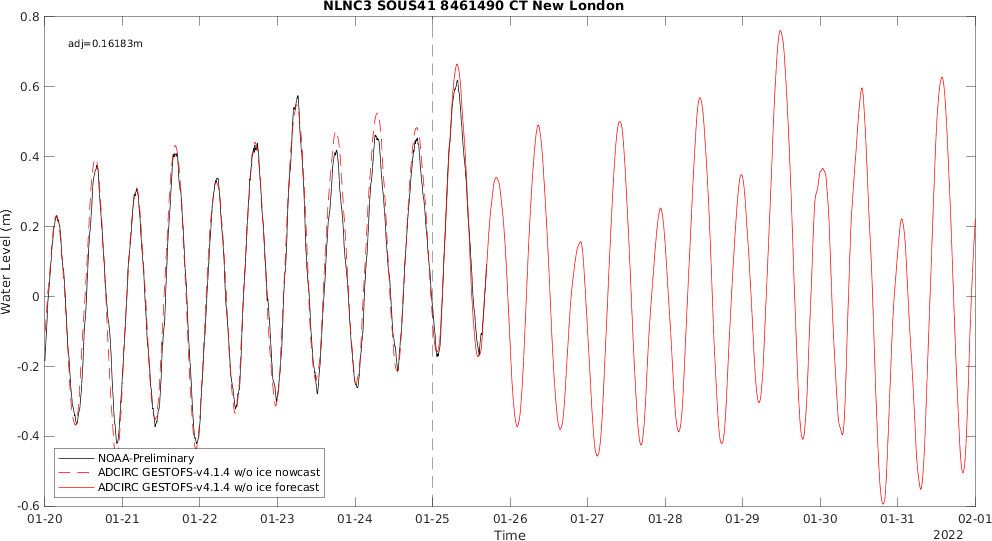 NLNC3 SOUS41 8461490 CT New London
adj=0.16183m
Water Level (m)
0.8
0.6
0.4
0.2
0
-0.2
-0.4
-0.6
NOAA-Preliminary
ADCIRC GESTOFS-v4.1.4 w/o ice nowcast
ADCIRC GESTOFS-v4.1.4 w/o ice forecast
01-20 01-21 01-22 01-23 01-24 01-25 01-26 01-27 01-28 01-29 01-30 01-31 02-01
Time
2022